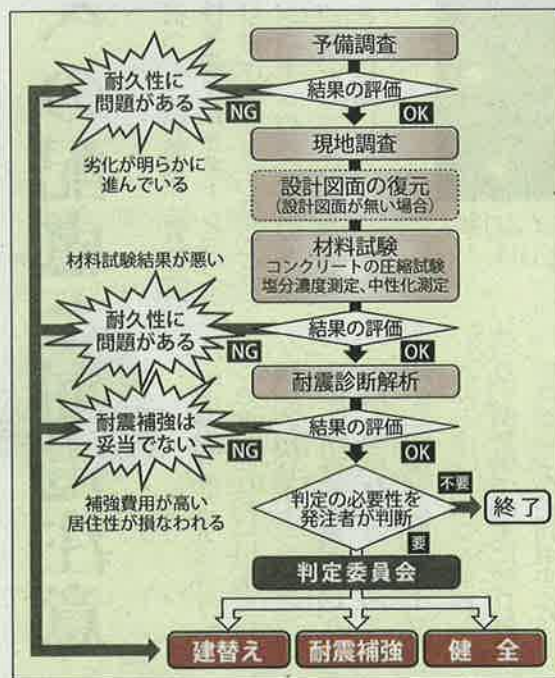 予備調査
耐久性に
問題がある
結果の評価
NG
OK
劣化が明らかに
進んでいる
現地調査
設計図面の復元
(設計図面が無い場合)
材料試験
コンクリートの圧縮試験
塩分濃度測定、中性化測定
材料試験結果が悪い
耐久性に
問題がある
結果の評価
NG
OK
耐震診断解析
耐震補強は
妥当でない
結果の評価
NG
OK
補強費用が高い
居住性が損なわれる
判定の必要性を
発注者が判断
不要
終了
要
判定委員会
建替え
耐震補強
健全